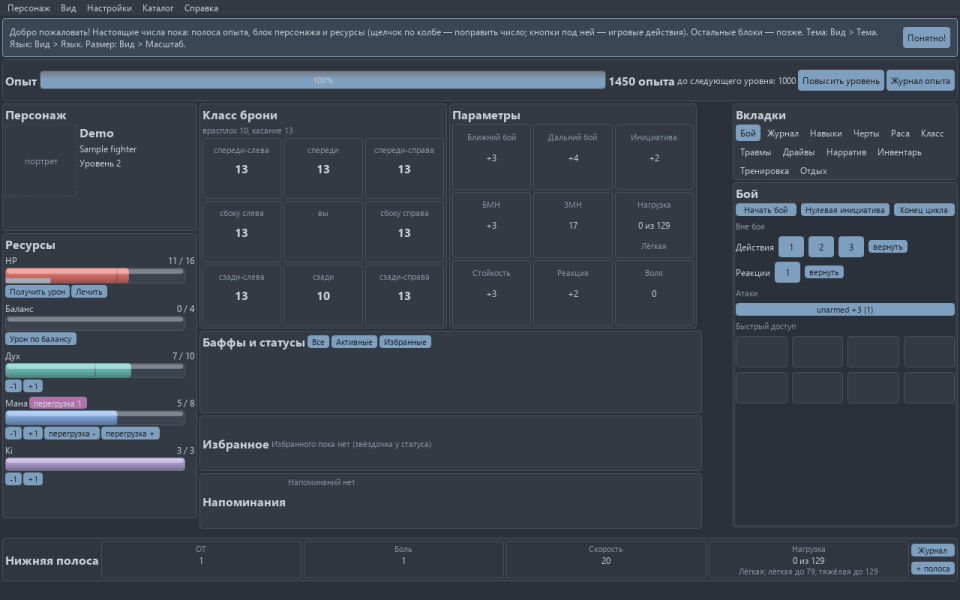 Персонаж Вид Настройки Каталог Справка
Добро пожаловать! Настоящие числа пока: полоса опыта, блок персонажа и ресурсы (щелчок по колбе — поправить число; кнопки под ней — игровые действия). Остальные блоки — позже. Тема: Вид > Тема.
Язык: Вид > Язык. Размер: Вид > Масштаб.
Понятно!
Опыт 100% 1450 опыта до следующего уровня: 1000 Повысить уровень Журнал опыта
Персонаж
портрет
Demo
Sample fighter
Уровень 2
Ресурсы
HP 11 / 16
Получить урон Лечить
Баланс 0 / 4
Урон по балансу
Дух 7 / 10
-1 +1
Мана перегрузка 1 5 / 8
-1 +1 перегрузка - перегрузка +
Ki 3 / 3
-1 +1
Класс брони
врасплох 10, касание 13
спереди-слева спереди спереди-справа
13 13 13
сбоку слева вы сбоку справа
13 13
сзади-слева сзади сзади-справа
13 10 13
Параметры
Ближний бой Дальний бой Инициатива
+3 +4 +2
БМН ЗМН Нагрузка
+3 17 0 из 129
Лёгкая
Стойкость Реакция Воля
+3 +2 0
Баффы и статусы Все Активные Избранные
Избранное Избранного пока нет (звёздочка у статуса)
Напоминаний нет
Напоминания
Вкладки
Бой Журнал Навыки Черты Раса Класс
Травмы Драйвы Нарратив Инвентарь
Тренировка Отдых
Бой
Начать бой Нулевая инициатива Конец цикла
Вне боя
Действия 1 2 3 вернуть
Реакции 1 вернуть
Атаки
unarmed +3 (1)
Быстрый доступ
Нижняя полоса
ОТ
1
Боль
1
Скорость
20
Нагрузка
0 из 129
Лёгкая; лёгкая до 79, тяжёлая до 129
Журнал
+ полоса